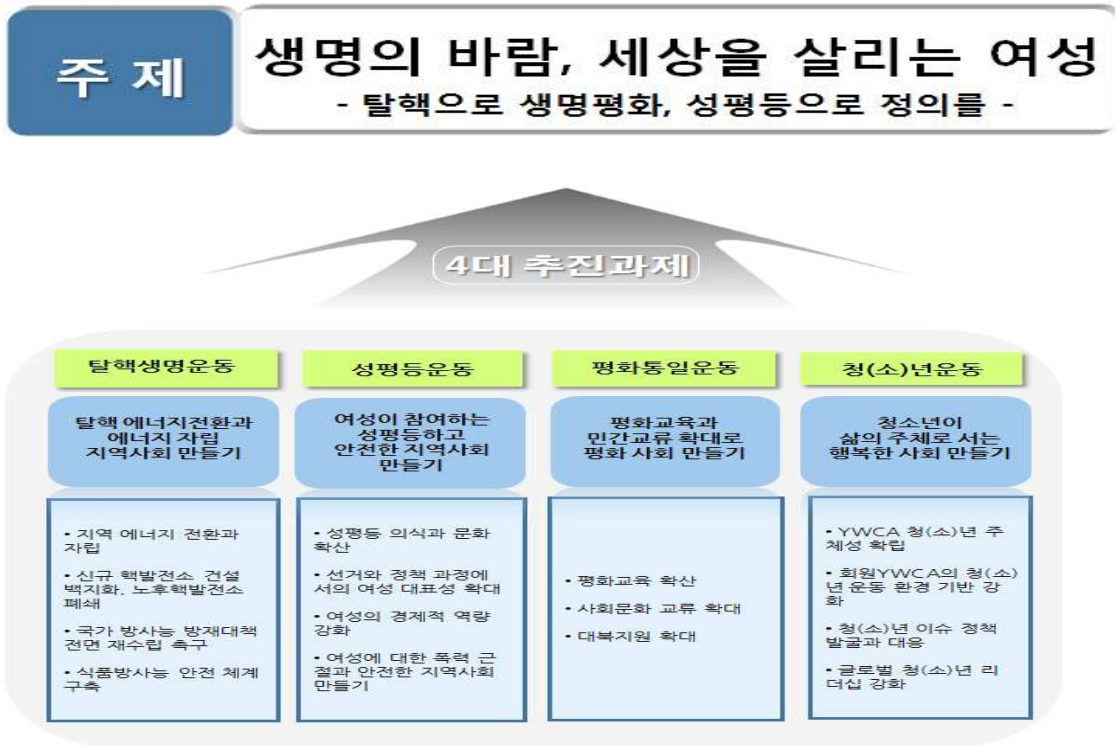 주 제
생명의 바람, 세상을 살리는 여성
- 탈핵으로 생명평화, 성평등으로 정의를 -
4대 추진과제
탈핵생명운동
탈핵 에너지전환과
에너지 자립
지역사회 만들기
• 지역 에너지 전환과
자립
• 신규 핵발전소 건설
백지화, 노후핵발전소
폐쇄
• 국가 방사능 방재대책
전면 재수립 촉구
• 식품방사능 안전 체계
구축
성평등운동
여성이 참여하는
성평등하고
안전한 지역사회
만들기
• 성평등 의식과 문화
확산
• 선거와 정책 과정에
서의 여성 대표성 확대
• 여성의 경제적 역량
강화
• 여성에 대한 폭력 근
절과 안전한 지역사회
만들기
평화통일운동
평화교육과
민간교류 확대로
평화 사회 만들기
• 평화교육 확산
• 사회문화 교류 확대
• 대북지원 확대
청(소)년운동
청소년이
삶의 주체로 서는
행복한 사회 만들기
• YWCA 청(소)년 주
체성 확립
• 회원YWCA의 청(소)
년 운동 환경 기반 강
화
• 청(소)년 이슈 정책
발굴과 대응
• 글로벌 청(소)년 리
더십 강화